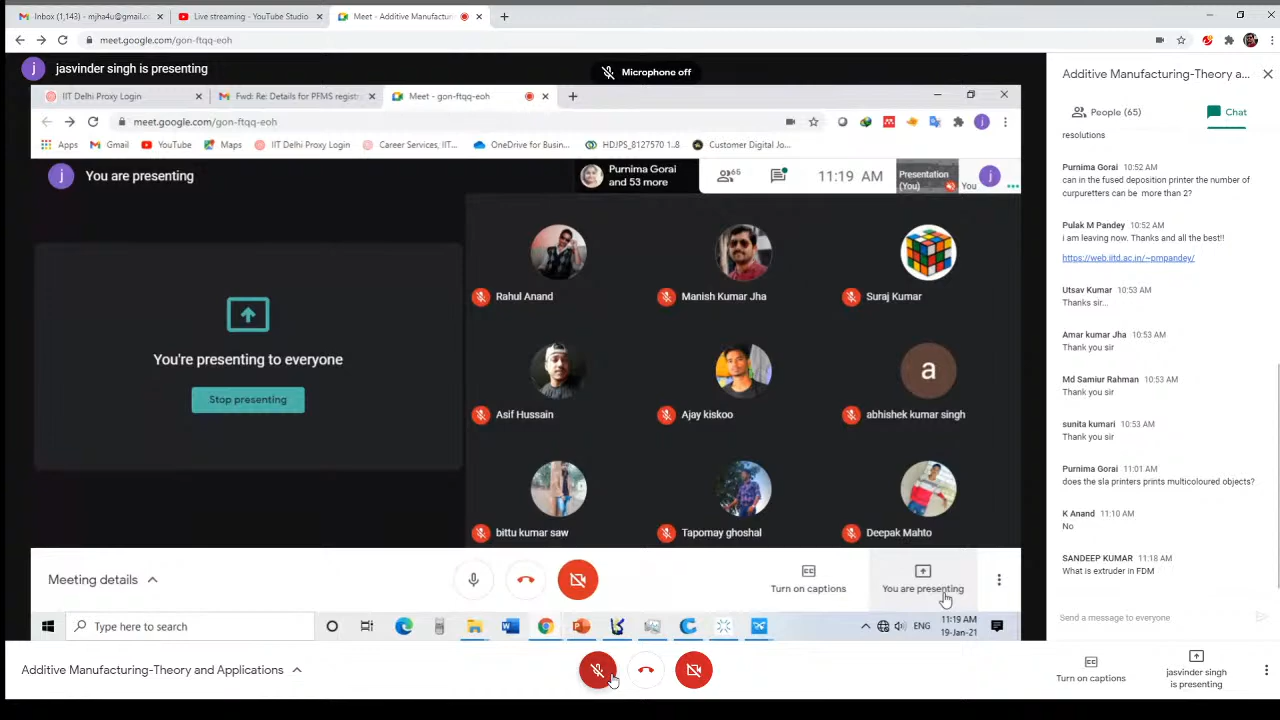 Inbox (1,143) - mjha4u@gmail.c
Live streaming - YouTube Studio
Meet - Additive Manufactur
meet.google.com/gon-ftqq-eoh
j
jasvinder singh is presenting
Microphone off
IIT Delhi Proxy Login
Fwd: Re: Details for PFMS regist
Meet - gon-ftqq-eoh
meet.google.com/gon-ftqq-eoh
j
Apps
Gmail
YouTube
Maps
IIT Delhi Proxy Login
Career Services, IIT...
OneDrive for Busin...
HDJPS_8127570 1..8
Customer Digital Jo...
j
You are presenting
Purnima Gorai
and 53 more
65
11:19 AM
Presentation
(You)
You
j
You're presenting to everyone
Stop presenting
Rahul Anand
Manish Kumar Jha
Suraj Kumar
Asif Hussain
Ajay kiskoo
a
abhishek kumar singh
bittu kumar saw
Tapomay ghoshal
Deepak Mahto
Meeting details
Turn on captions
You are presenting
Type here to search
ENG
11:19 AM
19-Jan-21
Additive Manufacturing-Theory and Applications
Turn on captions
jasvinder singh
is presenting
Additive Manufacturing-Theory a...
People (65)
Chat
resolutions
Purnima Gorai 10:52 AM
can in the fused deposition printer the number of
curpuretters can be more than 2?
Pulak M Pandey 10:52 AM
i am leaving now. Thanks and all the best!!
https://web.iitd.ac.in/~pmpandey/
Utsav Kumar 10:53 AM
Thanks sir...
Amar kumar Jha 10:53 AM
Thank you sir
Md Samiur Rahman 10:53 AM
Thank you sir
sunita kumari 10:53 AM
Thank you sir
Purnima Gorai 11:01 AM
does the sla printers prints multicoloured objects?
K Anand 11:10 AM
No
SANDEEP KUMAR 11:18 AM
What is extruder in FDM
Send a message to everyone